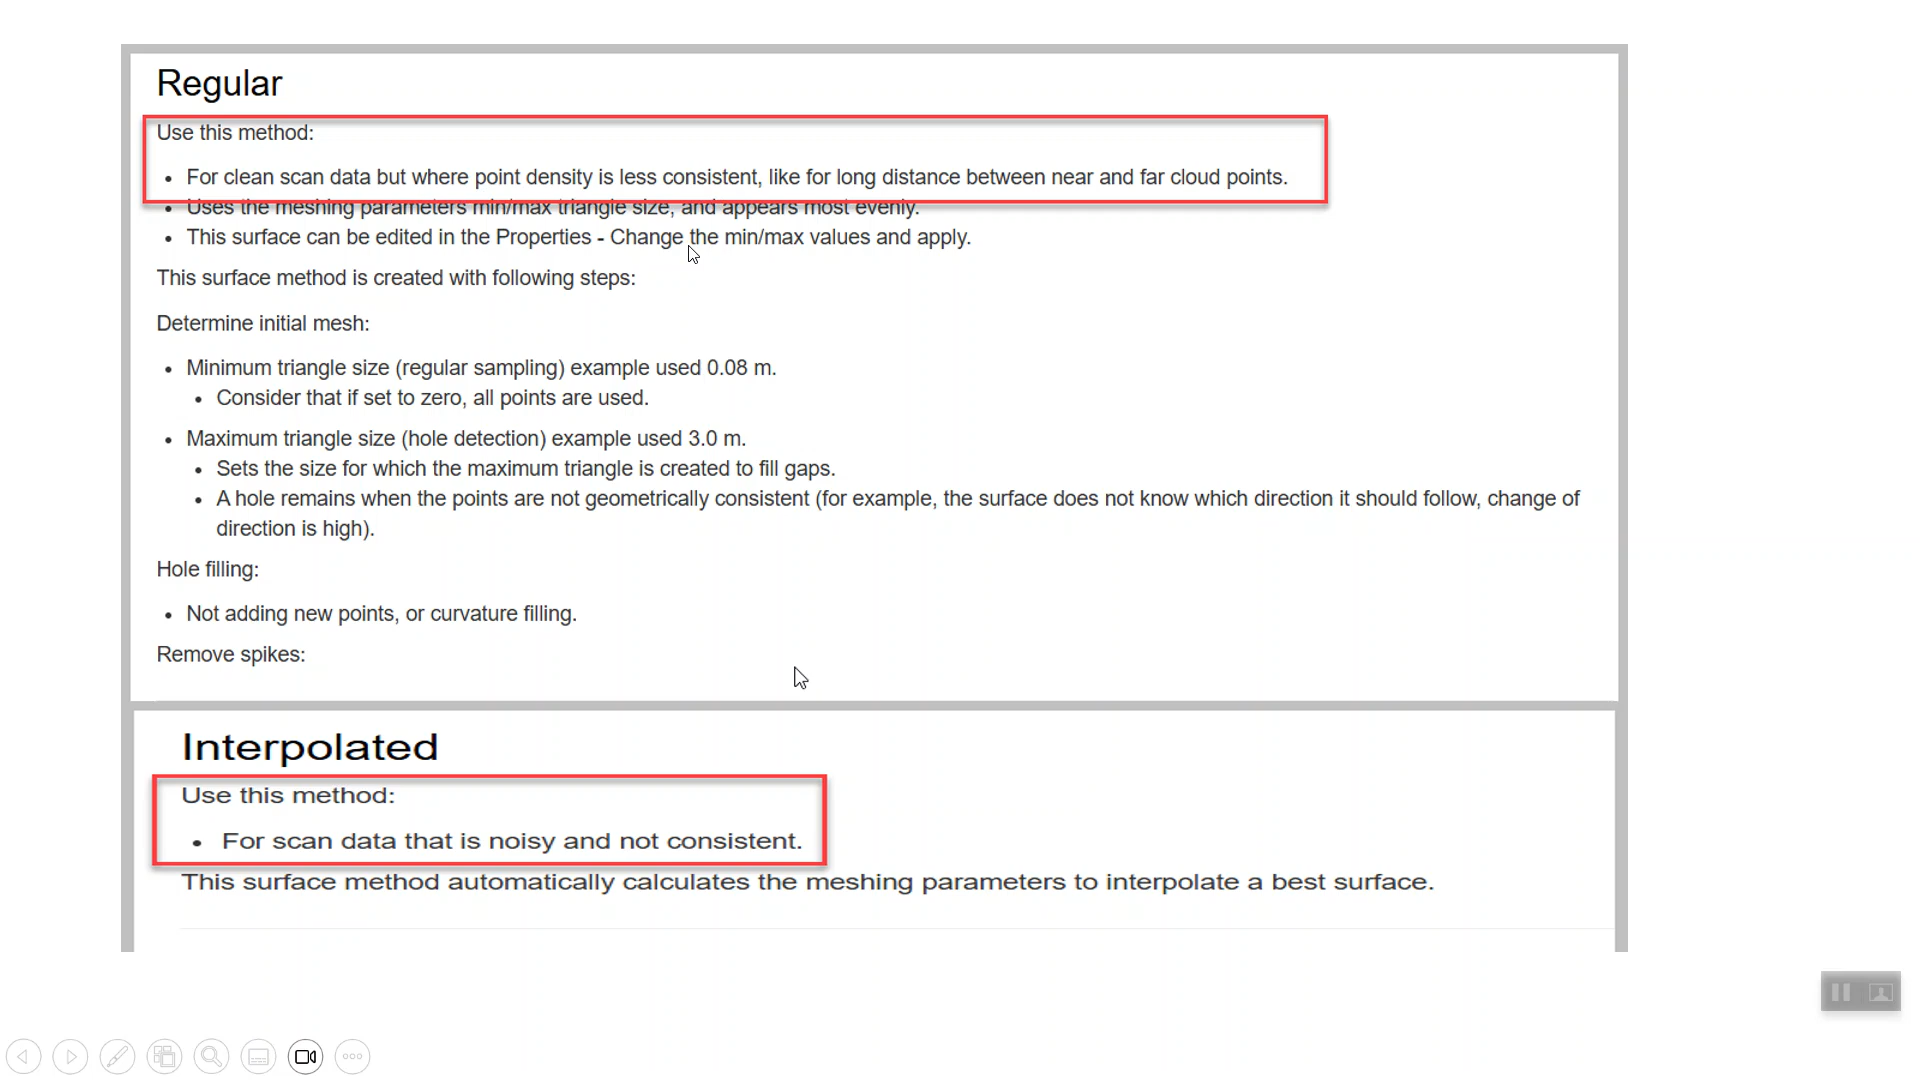 Regular
Use this method:
• For clean scan data but where point density is less consistent, like for long distance between near and far cloud points.
• Uses the meshing parameters min/max triangle size, and appears most evenly.
• This surface can be edited in the Properties - Change the min/max values and apply.
This surface method is created with following steps:
Determine initial mesh:
• Minimum triangle size (regular sampling) example used 0.08 m.
• Consider that if set to zero, all points are used.
• Maximum triangle size (hole detection) example used 3.0 m.
• Sets the size for which the maximum triangle is created to fill gaps.
• A hole remains when the points are not geometrically consistent (for example, the surface does not know which direction it should follow, change of
direction is high).
Hole filling:
• Not adding new points, or curvature filling.
Remove spikes:
Interpolated
Use this method:
• For scan data that is noisy and not consistent.
This surface method automatically calculates the meshing parameters to interpolate a best surface.